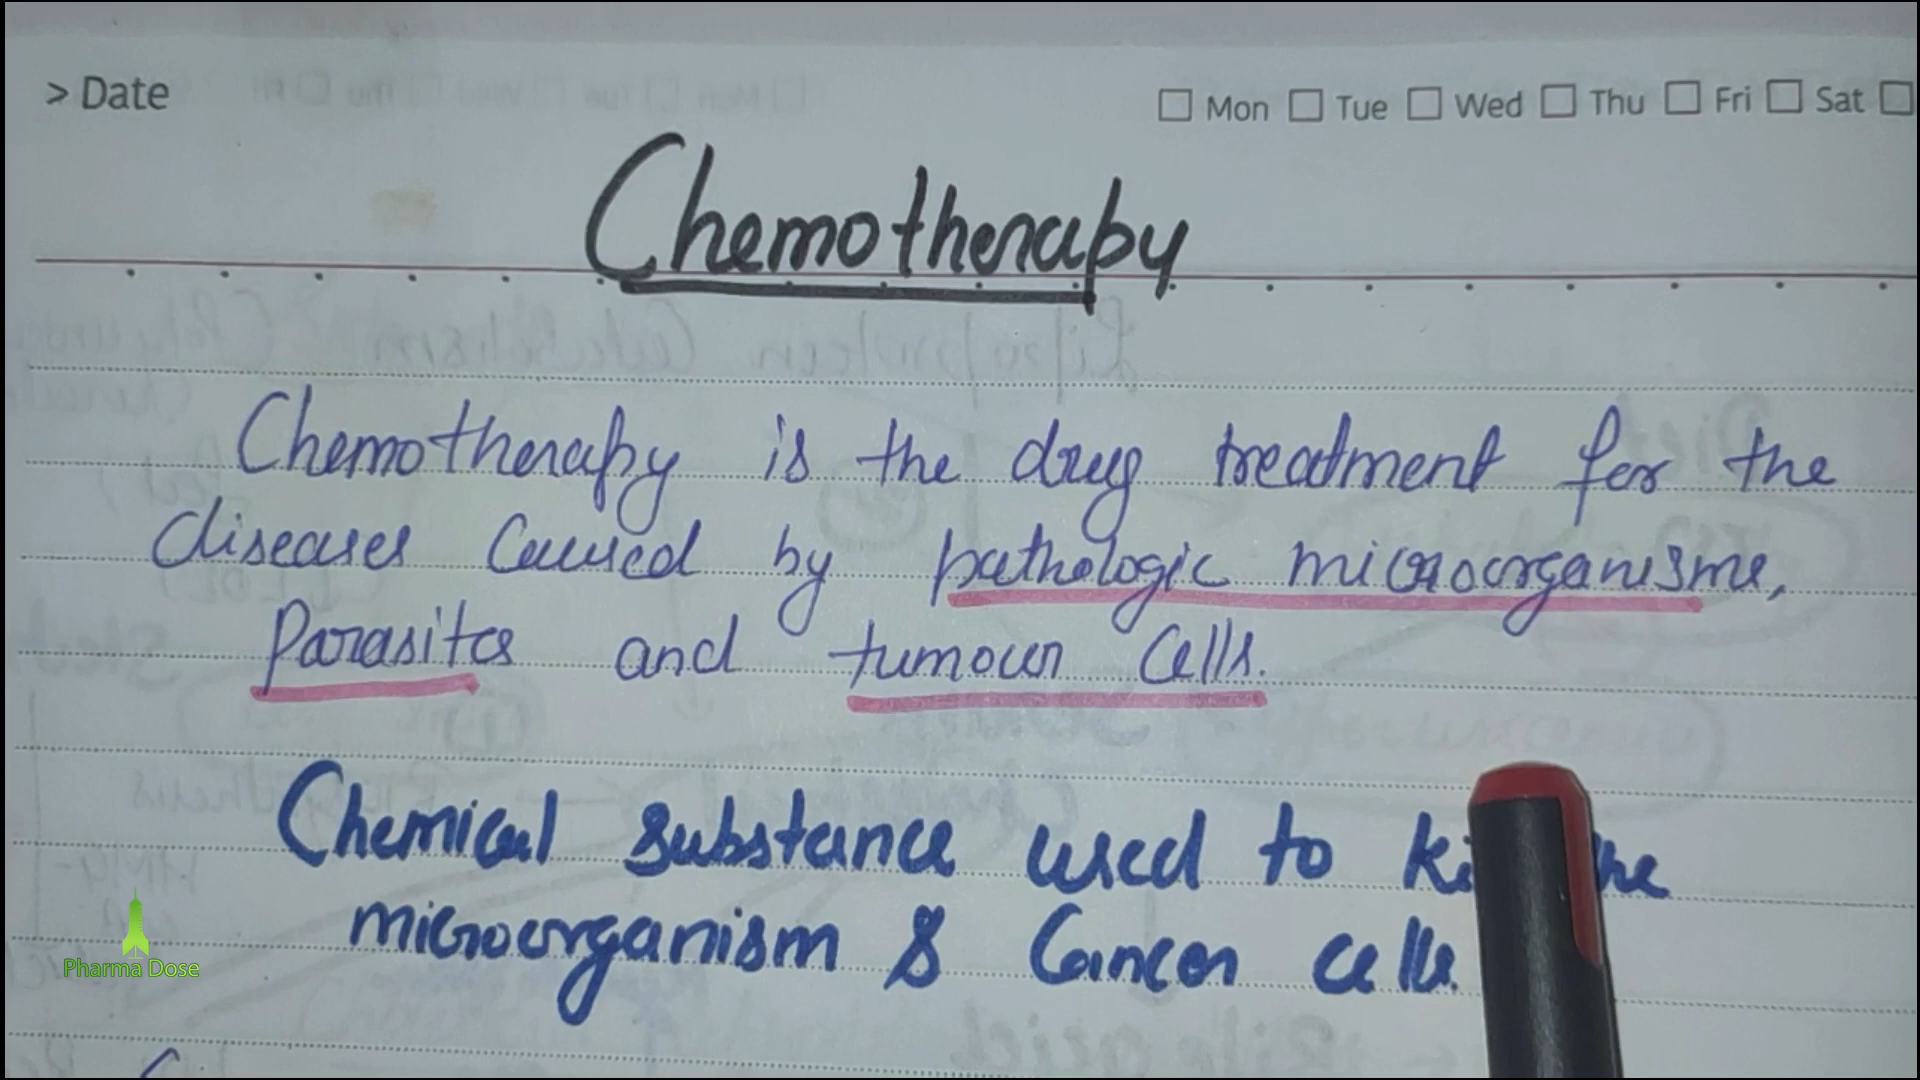 > Date
☐ Mon ☐ Tue ☐ Wed ☐ Thu ☐ Fri ☐ Sat ☐
Chemotherapy
Chemotherapy is the drug treatment for the
diseases caused by pathologic microorganisms,
Parasites and tumour cells.
Chemical substance used to he
microorganism & Cancer cells.
Pharma Dose